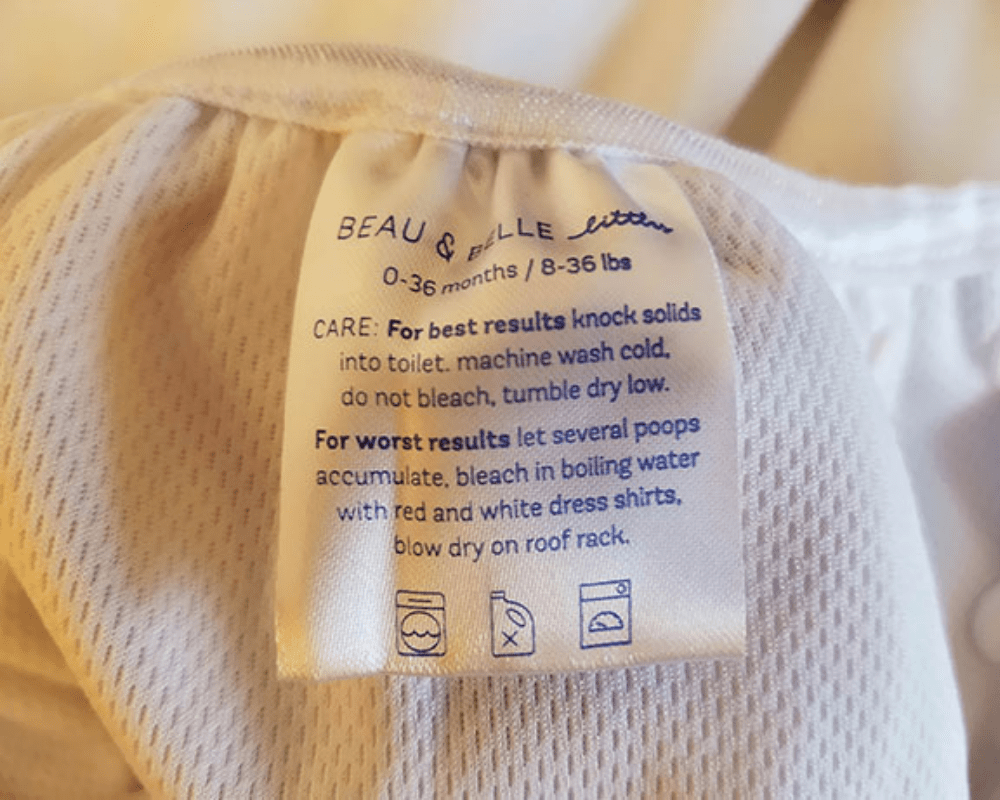 BEAU & BELLE littles
0-36 months / 8-36 lbs
CARE: For best results knock solids
into toilet. machine wash cold,
do not bleach, tumble dry low.
For worst results let several poops
accumulate, bleach in boiling water
with red and white dress shirts,
blow dry on roof rack.